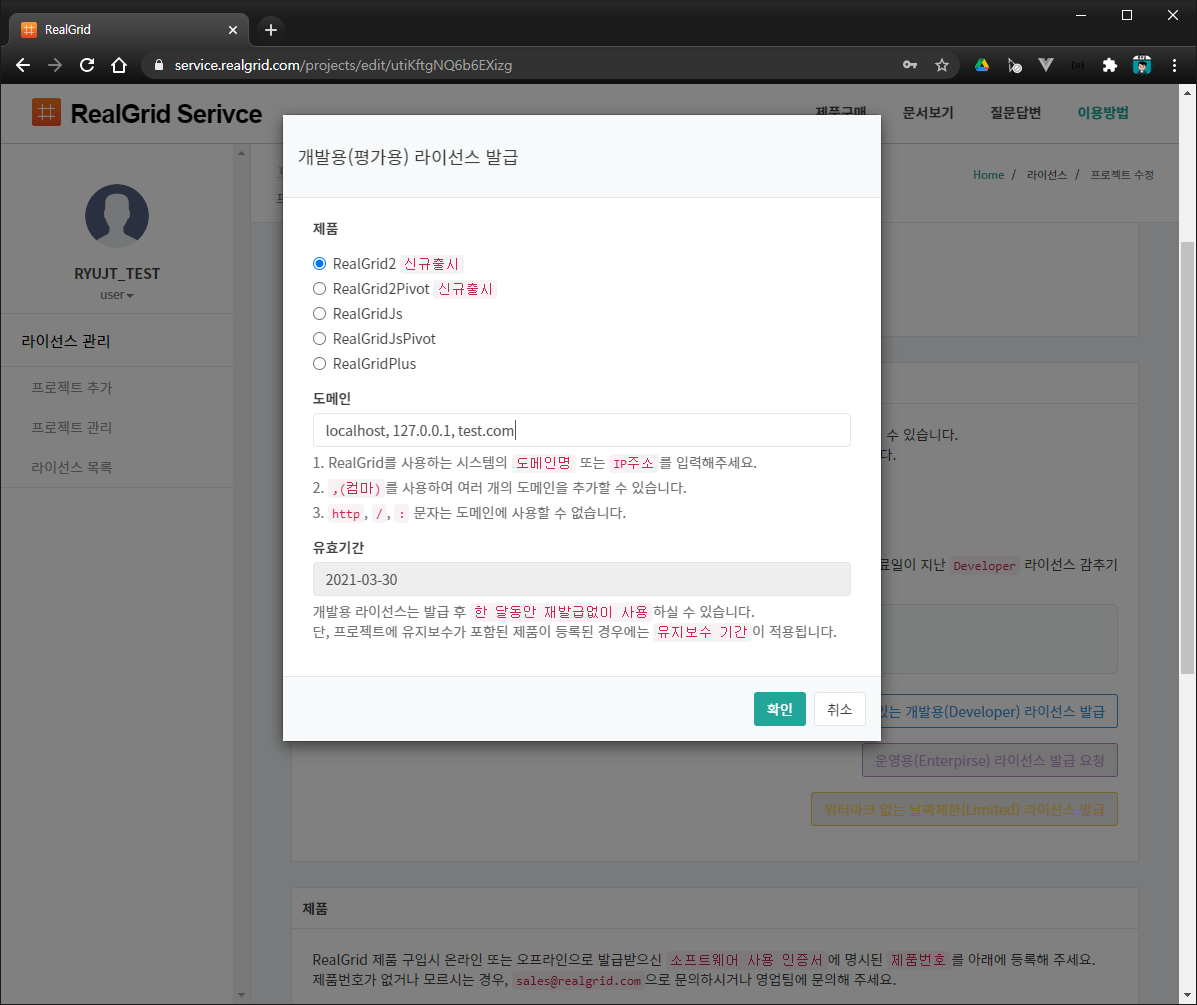 RealGrid
service.realgrid.com/projects/edit/utiKftgNQ6b6EXizg
RealGrid Serivce
제품구매 문서보기 질문답변 이용방법
Home / 라이선스 / 프로젝트 수정
RYUJT_TEST
user
라이선스 관리
프로젝트 추가
프로젝트 관리
라이선스 목록
개발용(평가용) 라이선스 발급
제품
RealGrid2 신규출시
RealGrid2Pivot 신규출시
RealGridJs
RealGridJsPivot
RealGridPlus
도메인
localhost, 127.0.0.1, test.com
1. RealGrid를 사용하는 시스템의 도메인명 또는 IP주소 를 입력해주세요.
2. ,(컴마) 를 사용하여 여러 개의 도메인을 추가할 수 있습니다.
3. http , / , : 문자는 도메인에 사용할 수 없습니다.
유효기간
2021-03-30
개발용 라이선스는 발급 후 한 달동안 재발급없이 사용 하실 수 있습니다.
단, 프로젝트에 유지보수가 포함된 제품이 등록된 경우에는 유지보수 기간 이 적용됩니다.
확인 취소
수 있습니다.
다.
료일이 지난 Developer 라이선스 감추기
있는 개발용(Developer) 라이선스 발급
운영용(Enterpirse) 라이선스 발급 요청
워터마크 없는 날짜제한(Limited) 라이선스 발급
제품
RealGrid 제품 구입시 온라인 또는 오프라인으로 발급받으신 소프트웨어 사용 인증서 에 명시된 제품번호 를 아래에 등록해 주세요.
제품번호가 없거나 모르시는 경우, sales@realgrid.com 으로 문의하시거나 영업팀에 문의해 주세요.